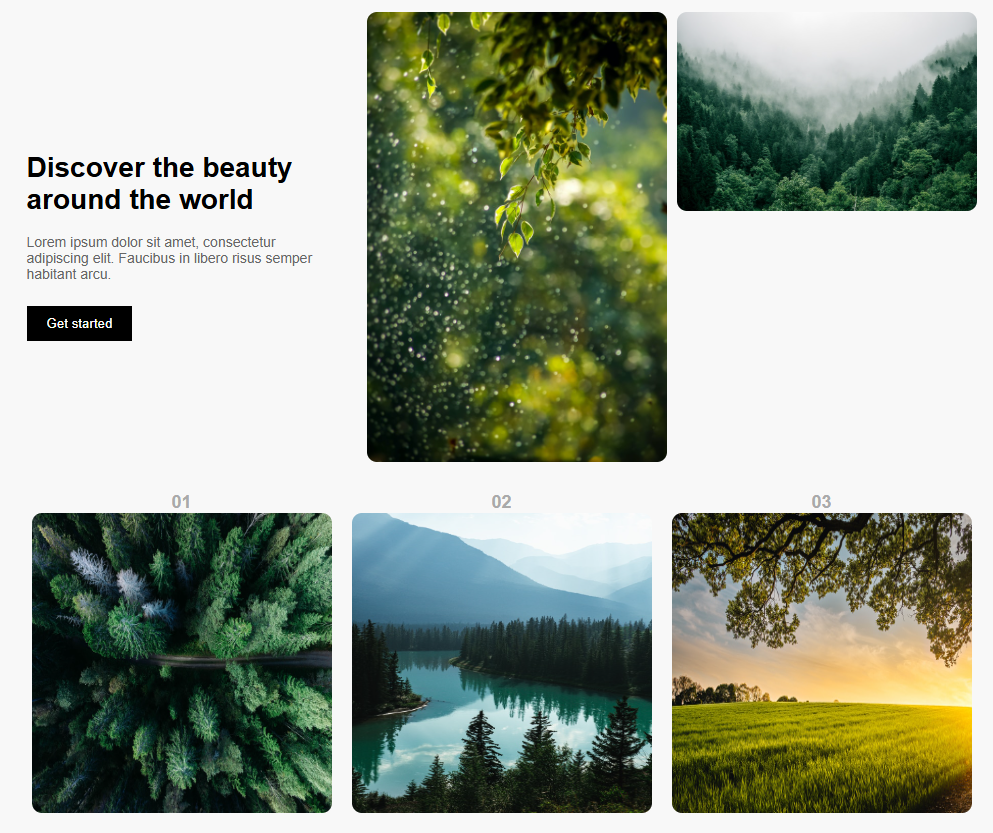 Discover the beauty
around the world
Lorem ipsum dolor sit amet, consectetur
adipiscing elit. Faucibus in libero risus semper
habitant arcu.
Get started
01
02
03